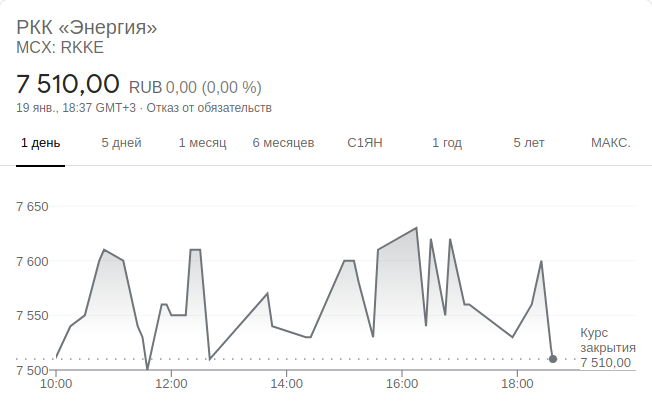 РКК «Энергия»
MCX: RKKE
7 510,00 RUB 0,00 (0,00 %)
19 янв., 18:37 GMT+3 · Отказ от обязательств
1 день 5 дней 1 месяц 6 месяцев С1ЯН 1 год 5 лет МАКС.
7 650
7 600
7 550
7 500
Курс
закрытия
7 510,00
10:00 12:00 14:00 16:00 18:00